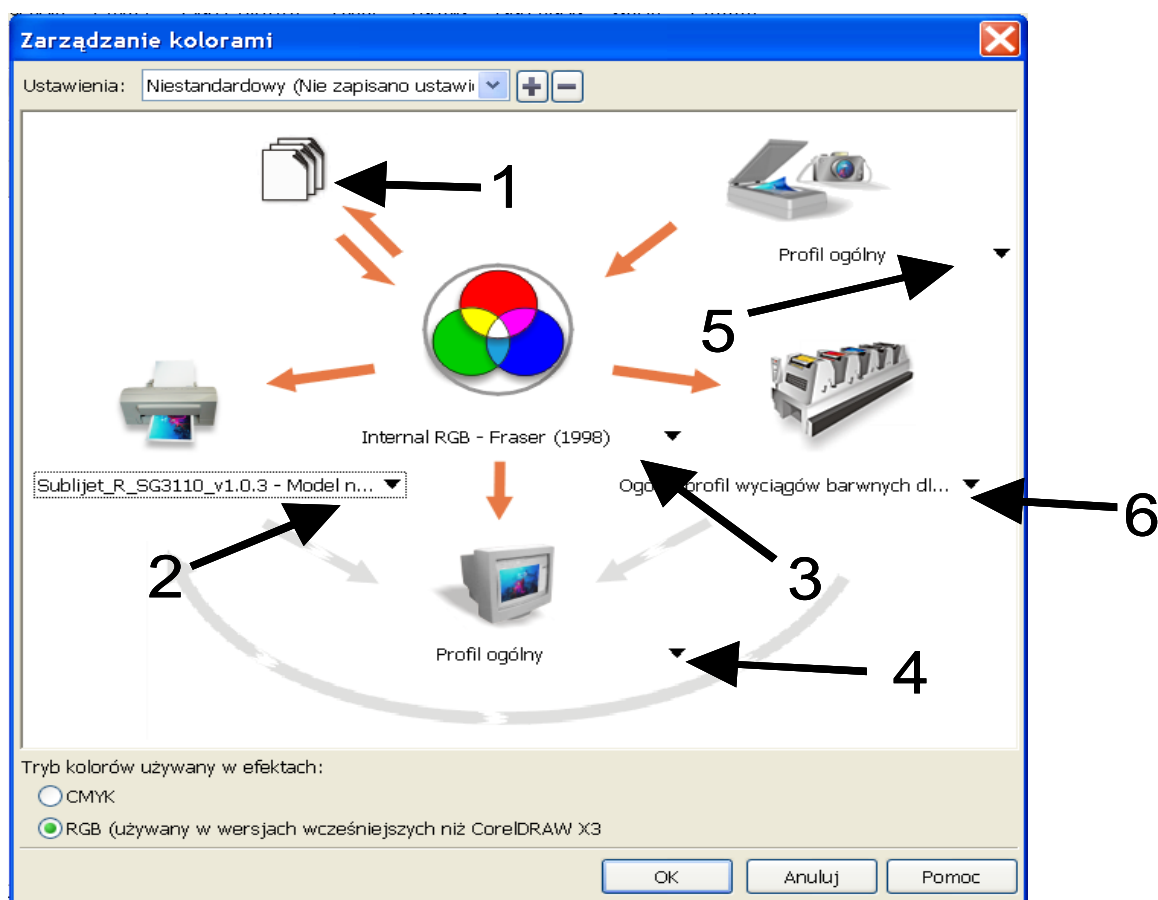 Zarządzanie kolorami
Ustawienia: Niestandardowy (Nie zapisano ustawi
1
Profil ogólny
5
Internal RGB - Fraser (1998)
Sublijet_R_SG3110_v1.0.3 - Model n...
profil wyciągów barwnych dl...
6
2
3
Profil ogólny
4
Tryb kolorów używany w efektach:
CMYK
RGB (używany w wersjach wcześniejszych niż CorelDRAW X3
OK Anuluj Pomoc